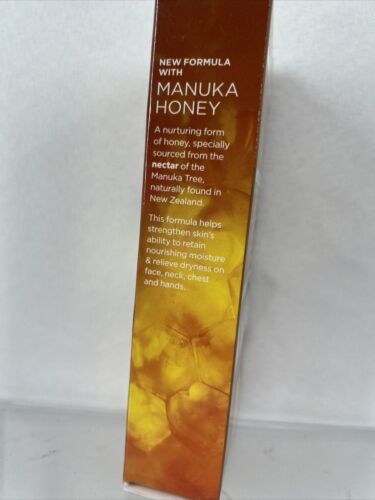 NEW FORMULA
WITH
MANUKA
HONEY
A nurturing form
of honey, specially
sourced from the
nectar of the
Manuka Tree,
naturally found in
New Zealand.
This formula helps
strengthen skin's
ability to retain
nourishing moisture
& relieve dryness on
face, neck, chest
and hands.